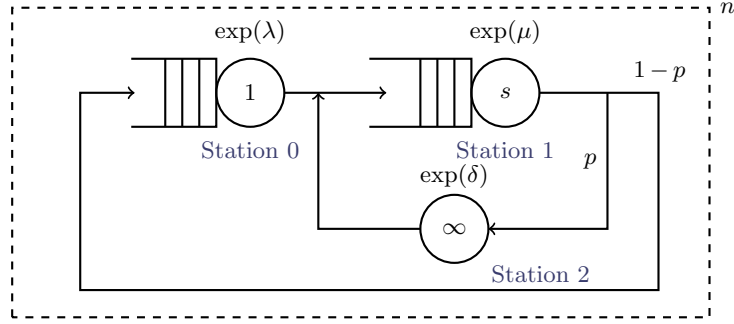 n
exp(λ)
exp(μ)
1
s
1 − p
Station 0
Station 1
p
exp(δ)
∞
Station 2